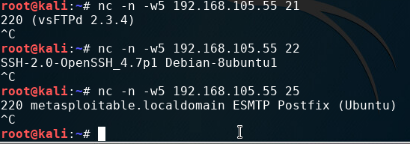 root@kali:~# nc -n -w5 192.168.105.55 21
220 (vsFTPd 2.3.4)
^C
root@kali:~# nc -n -w5 192.168.105.55 22
SSH-2.0-OpenSSH_4.7p1 Debian-8ubuntu1
^C
root@kali:~# nc -n -w5 192.168.105.55 25
220 metasploitable.localdomain ESMTP Postfix (Ubuntu)
^C
root@kali:~#